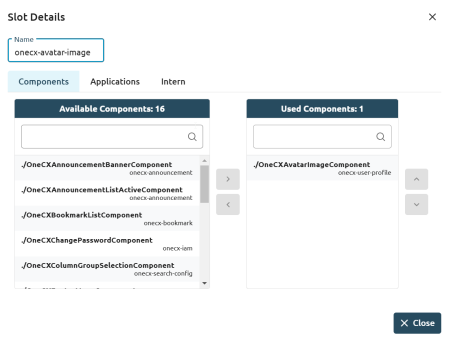 Slot Details
Name
onecx-avatar-image
Components Applications Intern
Available Components: 16
./OneCXAnnouncementBannerComponent
onecx-announcement
./OneCXAnnouncementListActiveComponent
onecx-announcement
./OneCXBookmarkListComponent
onecx-bookmark
./OneCXChangePasswordComponent
onecx-iam
./OneCXColumnGroupSelectionComponent
onecx-search-config
Used Components: 1
./OneCXAvatarImageComponent
onecx-user-profile
Close